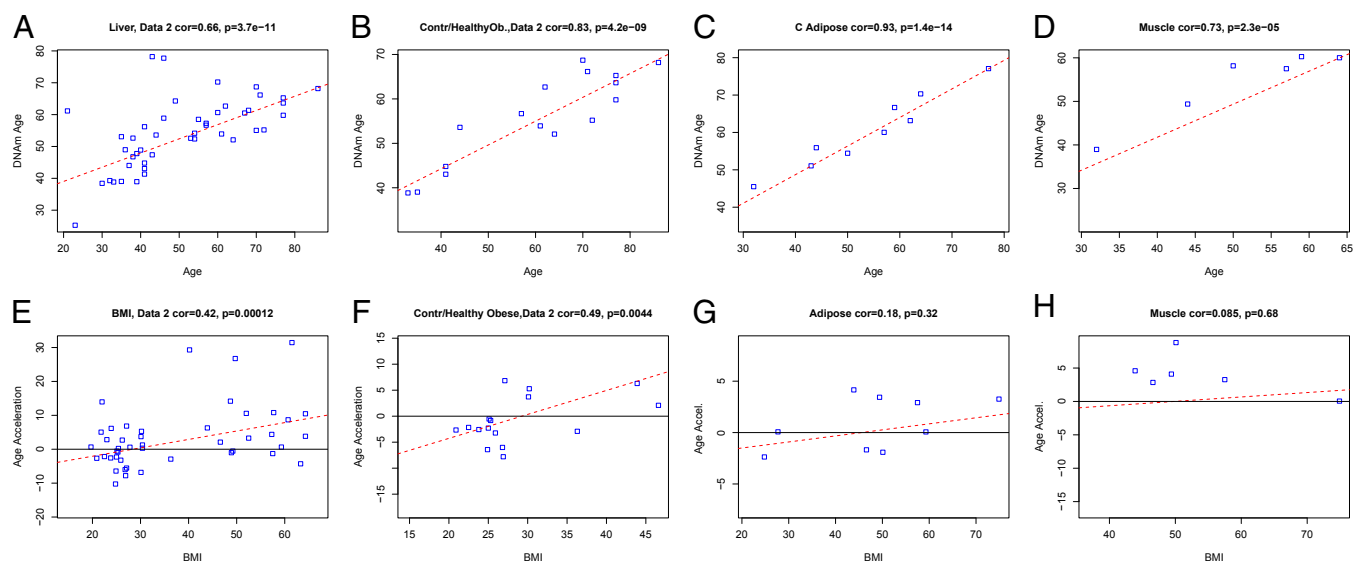 A
Liver, Data 2 cor=0.66, p=3.7e−11
DNAm Age
30 40 50 60 70 80
20 30 40 50 60 70 80
Age
B
Contr/HealthyOb.,Data 2 cor=0.83, p=4.2e−09
DNAm Age
40 50 60 70
40 50 60 70 80
Age
C
C Adipose cor=0.93, p=1.4e−14
DNAm Age
40 50 60 70 80
30 40 50 60 70 80
Age
D
Muscle cor=0.73, p=2.3e−05
DNAm Age
30 40 50 60
30 35 40 45 50 55 60 65
Age
E
BMI, Data 2 cor=0.42, p=0.00012
Age Acceleration
−20 −10 0 10 20 30
20 30 40 50 60
BMI
F
Contr/Healthy Obese,Data 2 cor=0.49, p=0.0044
Age Acceleration
−15 −5 0 5 10 15
15 20 25 30 35 40 45
BMI
G
Adipose cor=0.18, p=0.32
Age Accel.
−5 0 5
20 30 40 50 60 70
BMI
H
Muscle cor=0.085, p=0.68
Age Accel.
−15 −10 −5 0 5
40 50 60 70
BMI